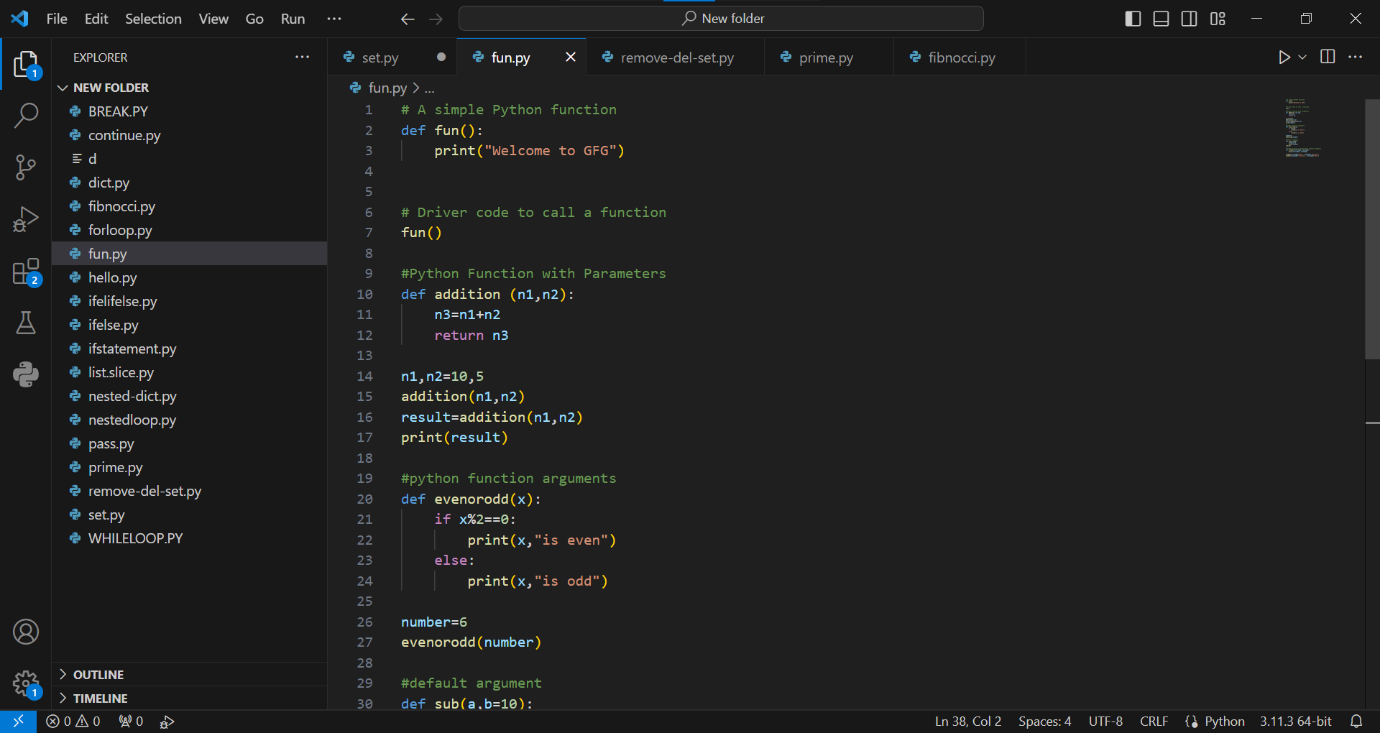 File Edit Selection View Go Run ···
New folder
EXPLORER ···
NEW FOLDER
BREAK.PY
continue.py
d
dict.py
fibnocci.py
forloop.py
fun.py
hello.py
ifelifelse.py
ifelse.py
ifstatement.py
list.slice.py
nested-dict.py
nestedloop.py
pass.py
prime.py
remove-del-set.py
set.py
WHILELOOP.PY
OUTLINE
TIMELINE
1
2
1
set.py fun.py remove-del-set.py prime.py fibnocci.py
fun.py > ...
1 # A simple Python function
2 def fun():
3 print("Welcome to GFG")
4
5
6 # Driver code to call a function
7 fun()
8
9 #Python Function with Parameters
10 def addition (n1,n2):
11 n3=n1+n2
12 return n3
13
14 n1,n2=10,5
15 addition(n1,n2)
16 result=addition(n1,n2)
17 print(result)
18
19 #python function arguments
20 def evenorodd(x):
21 if x%2==0:
22 print(x,"is even")
23 else:
24 print(x,"is odd")
25
26 number=6
27 evenorodd(number)
28
29 #default argument
30 def sub(a,b=10):
0 0 0 Ln 38, Col 2 Spaces: 4 UTF-8 CRLF Python 3.11.3 64-bit